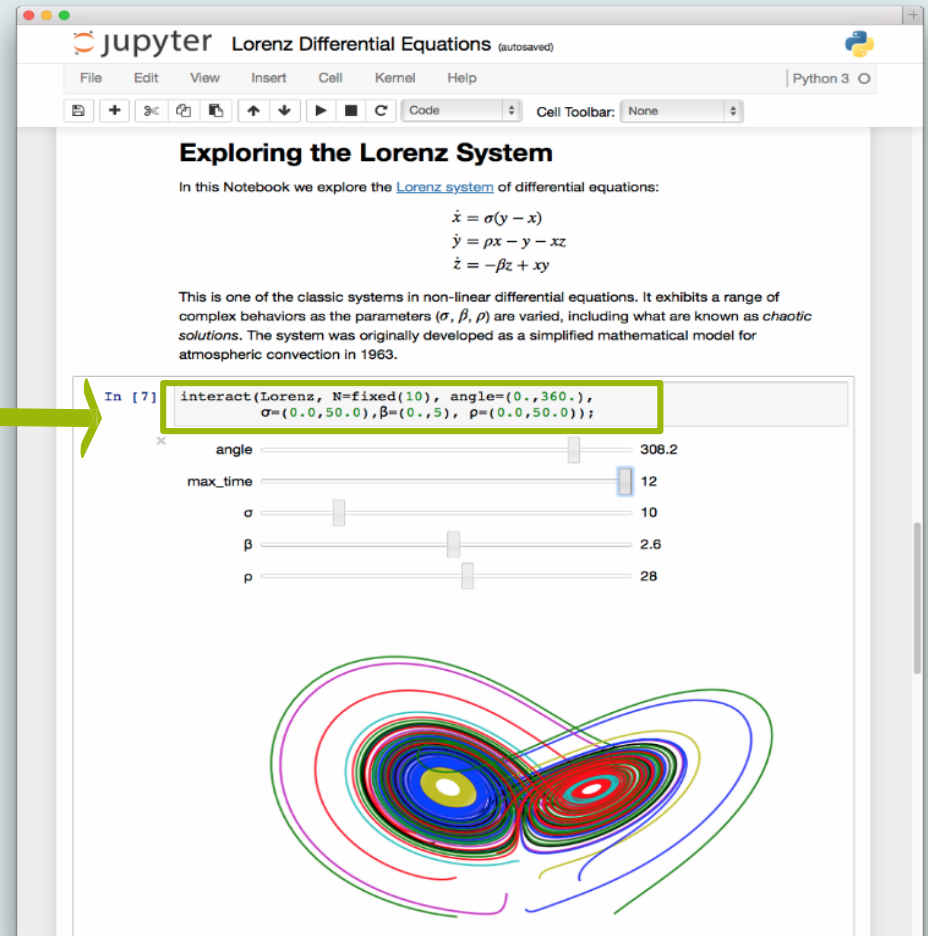 jupyter Lorenz Differential Equations (autosaved)
File Edit View Insert Cell Kernel Help Python 3
Code Cell Toolbar: None
Exploring the Lorenz System
In this Notebook we explore the Lorenz system of differential equations:
ẋ = σ(y − x)
ẏ = ρx − y − xz
ż = −βz + xy
This is one of the classic systems in non-linear differential equations. It exhibits a range of
complex behaviors as the parameters (σ, β, ρ) are varied, including what are known as chaotic
solutions. The system was originally developed as a simplified mathematical model for
atmospheric convection in 1963.
In [7] interact(Lorenz, N=fixed(10), angle=(0.,360.),
σ=(0.0,50.0),β=(0.,5), ρ=(0.0,50.0));
angle 308.2
max_time 12
σ 10
β 2.6
ρ 28